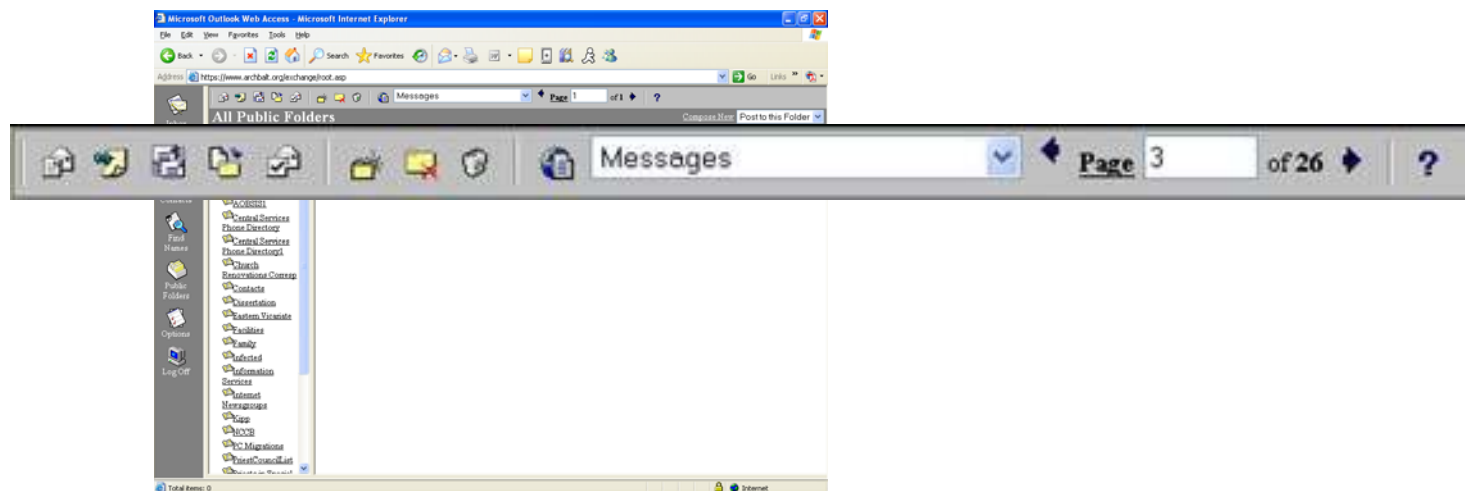 Microsoft Outlook Web Access - Microsoft Internet Explorer
File Edit View Favorites Tools Help
Back Search Favorites
Address https://www.archbalt.org/exchange/root.asp Go Links »
Messages Page 1 of 1 ?
All Public Folders Compose New Post to this Folder
Messages Page 3 of 26 ?
Central Services
Phone Directory
Central Services
Phone Directory1
Church
Renovations Corresp
Contacts
Dissertation
Eastern Vicariate
Facilities
Family
Infected
Information
Services
Internet
Newsgroups
Kipp
NCCB
PC Migrations
PriestCouncilList
Find
Names
Public
Folders
Options
Log Off
Total items: 0 Internet